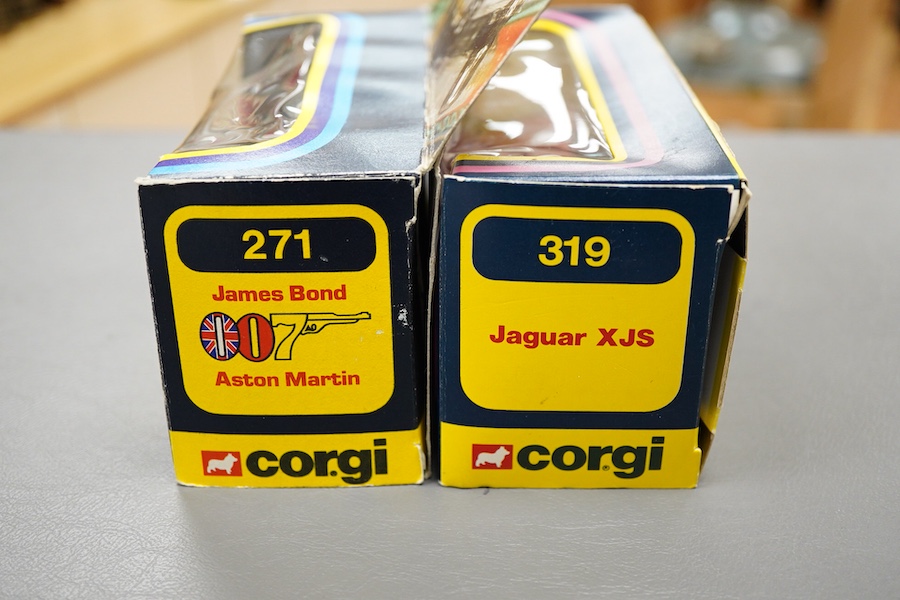 271
James Bond
007
Aston Martin
corgi
319
Jaguar XJS
corgi